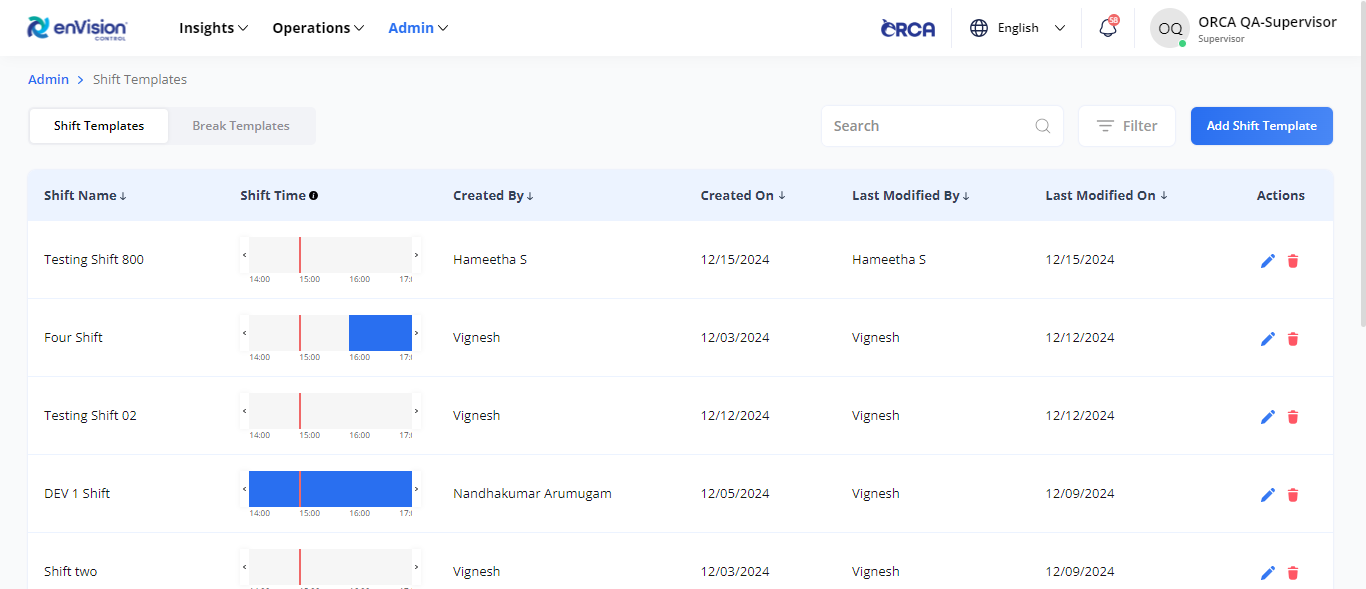 enVision
CONTROL
Insights
Operations
Admin
ORCA
English
58
OQ
ORCA QA-Supervisor
Supervisor
Admin > Shift Templates
Shift Templates
Break Templates
Search
Filter
Add Shift Template
Shift Name↓ Shift Time Created By↓ Created On ↓ Last Modified By↓ Last Modified On ↓ Actions
Testing Shift 800 Hameetha S 12/15/2024 Hameetha S 12/15/2024
14:00 15:00 16:00 17:
Four Shift Vignesh 12/03/2024 Vignesh 12/12/2024
14:00 15:00 16:00 17:
Testing Shift 02 Vignesh 12/12/2024 Vignesh 12/12/2024
14:00 15:00 16:00 17:
DEV 1 Shift Nandhakumar Arumugam 12/05/2024 Vignesh 12/09/2024
14:00 15:00 16:00 17:
Shift two Vignesh 12/03/2024 Vignesh 12/09/2024